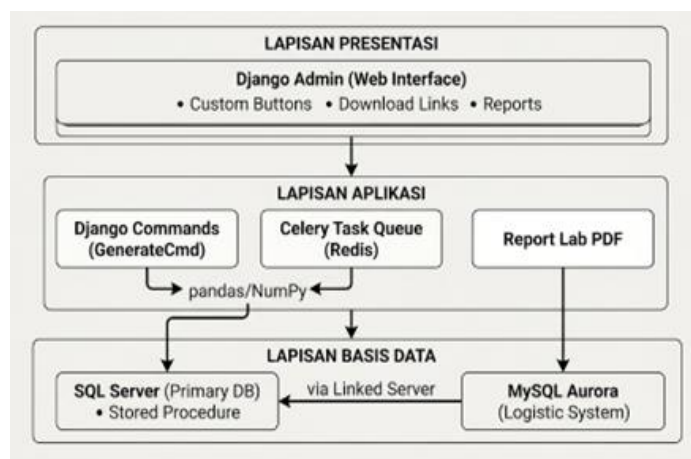 LAPISAN PRESENTASI
Django Admin (Web Interface)
• Custom Buttons • Download Links • Reports
LAPISAN APLIKASI
Django Commands
(GenerateCmd)
Celery Task Queue
(Redis)
Report Lab PDF
pandas/NumPy
LAPISAN BASIS DATA
SQL Server (Primary DB)
• Stored Procedure
via Linked Server
MySQL Aurora
(Logistic System)